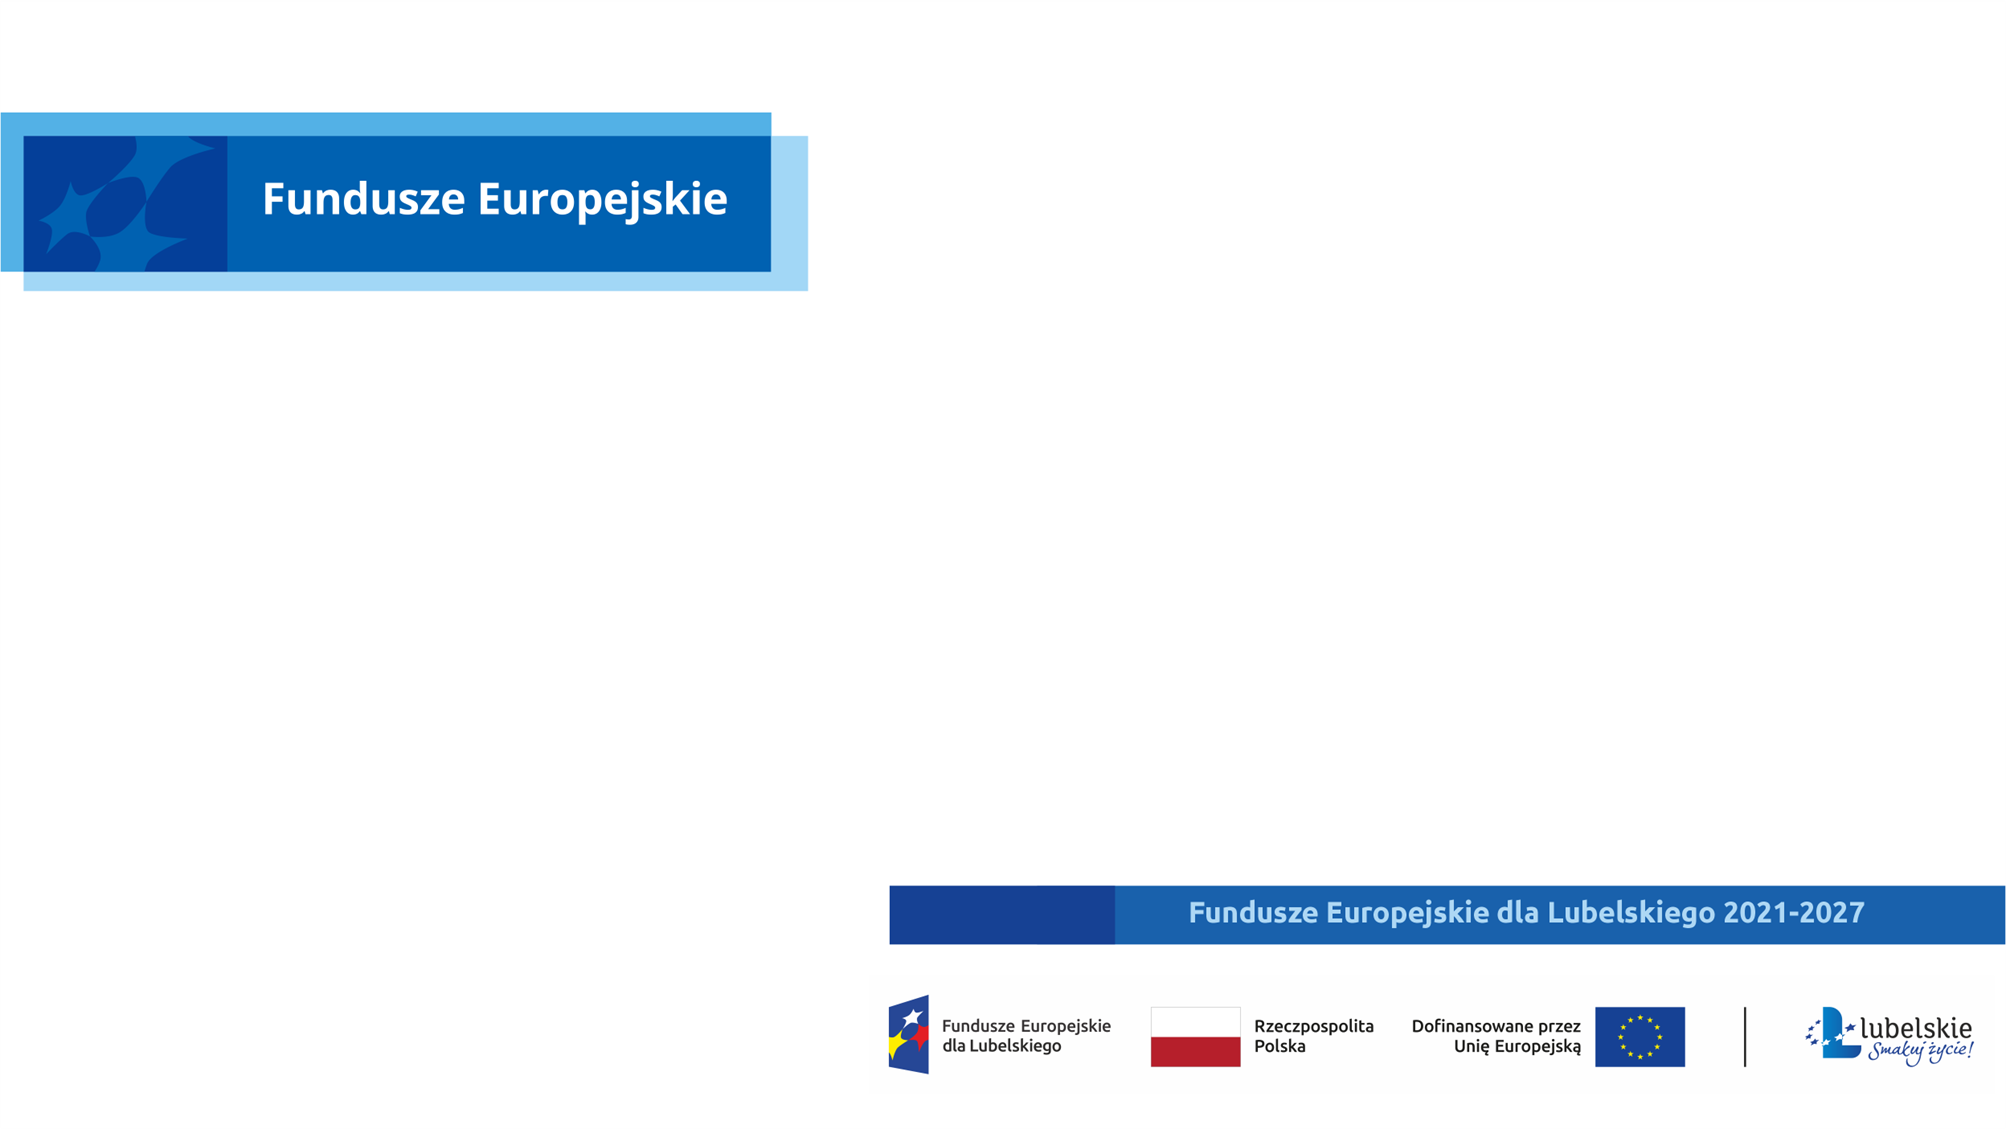 Fundusze Europejskie
Fundusze Europejskie dla Lubelskiego 2021-2027
Fundusze Europejskie
dla Lubelskiego
Rzeczpospolita
Polska
Dofinansowane przez
Unię Europejską
lubelskie
Smakuj życie!